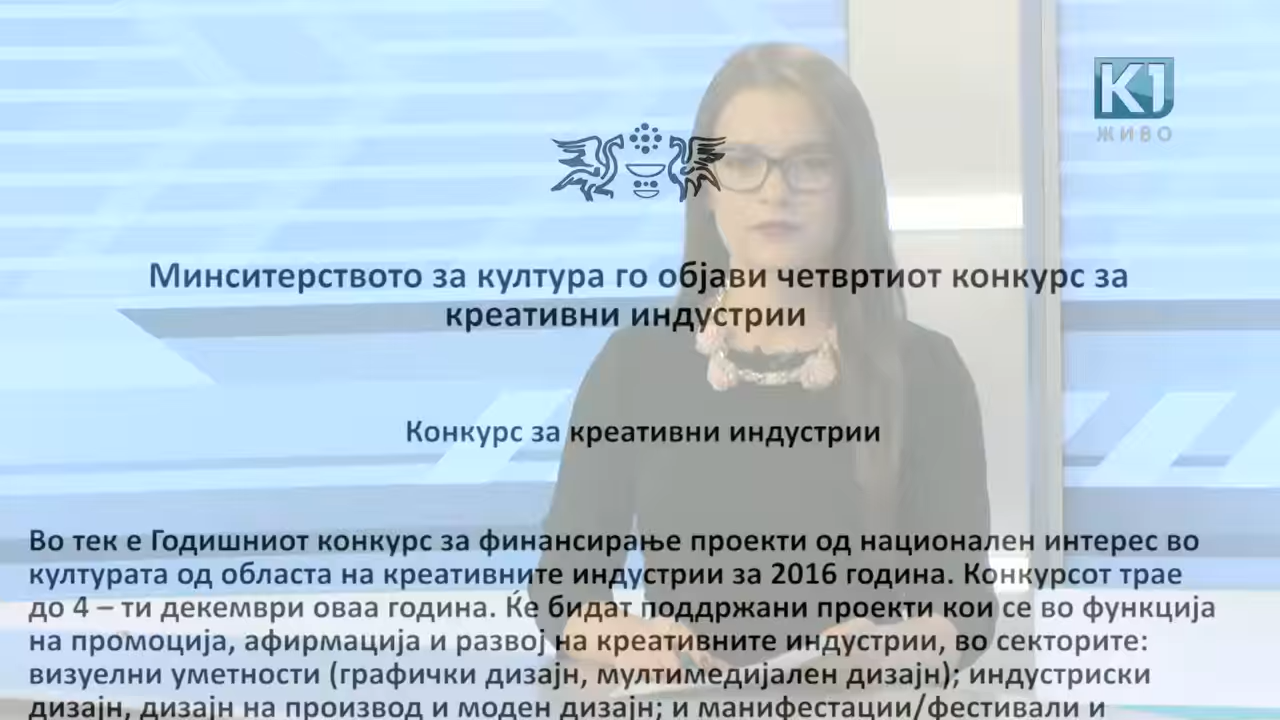 K1
ЖИВО
Минситерството за култура го објави четвртиот конкурс за
креативни индустрии
Конкурс за креативни индустрии
Во тек е Годишниот конкурс за финансирање проекти од национален интерес во
културата од областа на креативните индустрии за 2016 година. Конкурсот трае
до 4 – ти декември оваа година. Ќе бидат поддржани проекти кои се во функција
на промоција, афирмација и развој на креативните индустрии, во секторите:
визуелни уметности (графички дизајн, мултимедијален дизајн); индустриски
дизајн, дизајн на производ и моден дизајн; и манифестации/фестивали и